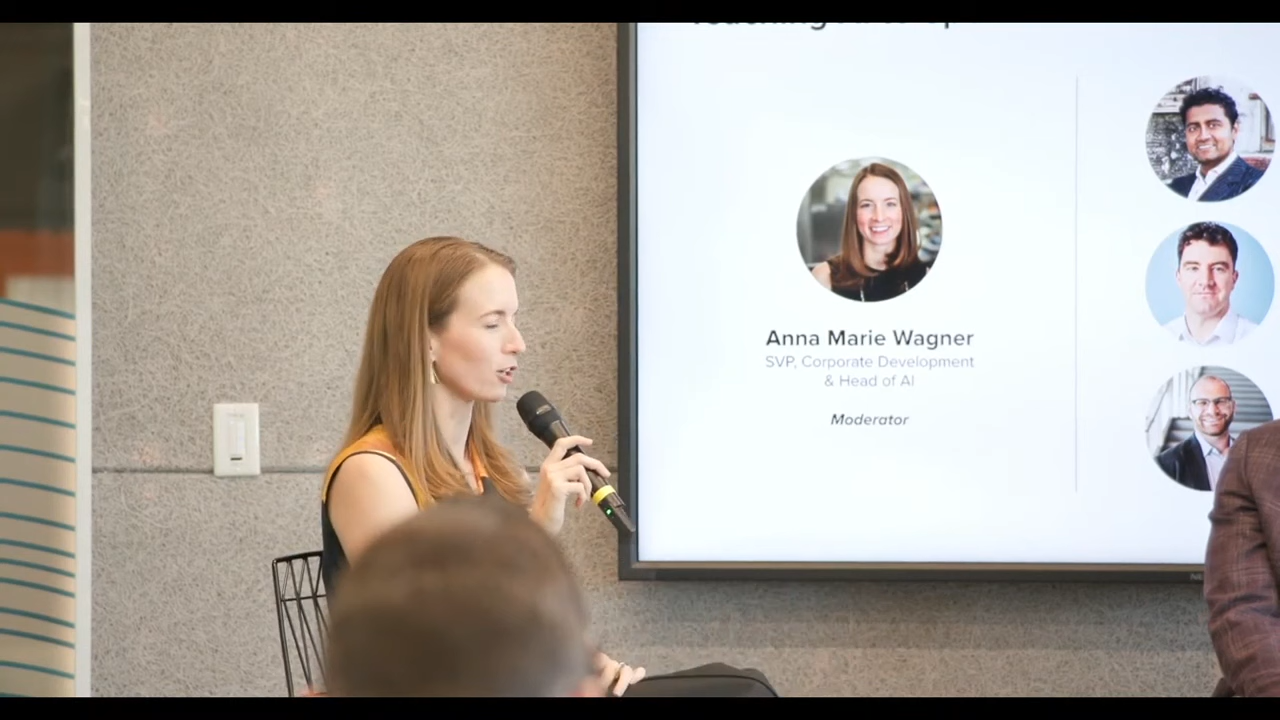 Anna Marie Wagner
SVP, Corporate Development
& Head of AI
Moderator